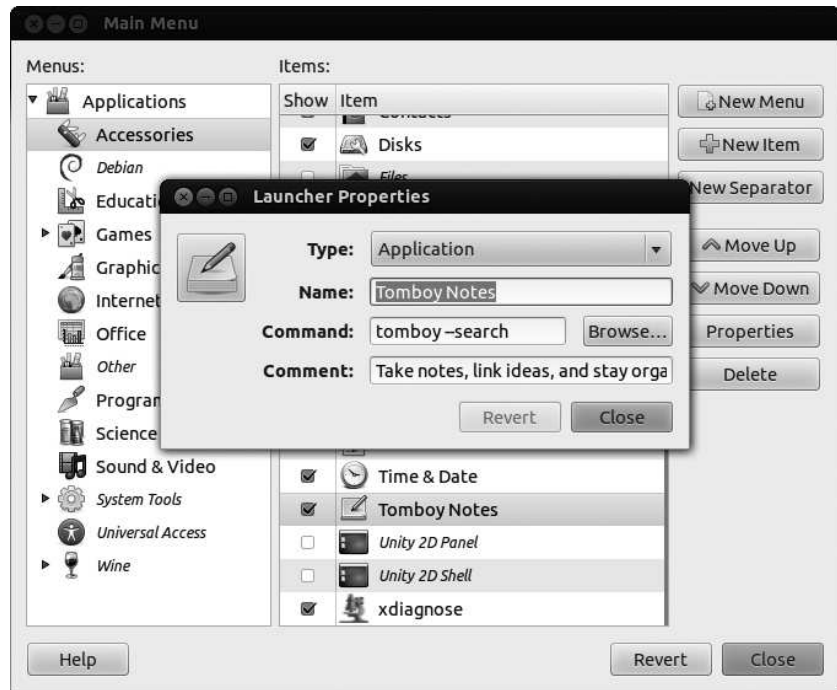 Main Menu
Menus:
Items:
Applications
Accessories
Debian
Educati
Games
Graphic
Internet
Office
Other
Program
Science
Sound & Video
System Tools
Universal Access
Wine
Show Item
Contacts
Disks
Files
Time & Date
Tomboy Notes
Unity 2D Panel
Unity 2D Shell
xdiagnose
New Menu
New Item
New Separator
Move Up
Move Down
Properties
Delete
Launcher Properties
Type: Application
Name: Tomboy Notes
Command: tomboy –search Browse...
Comment: Take notes, link ideas, and stay orga
Revert Close
Help
Revert Close